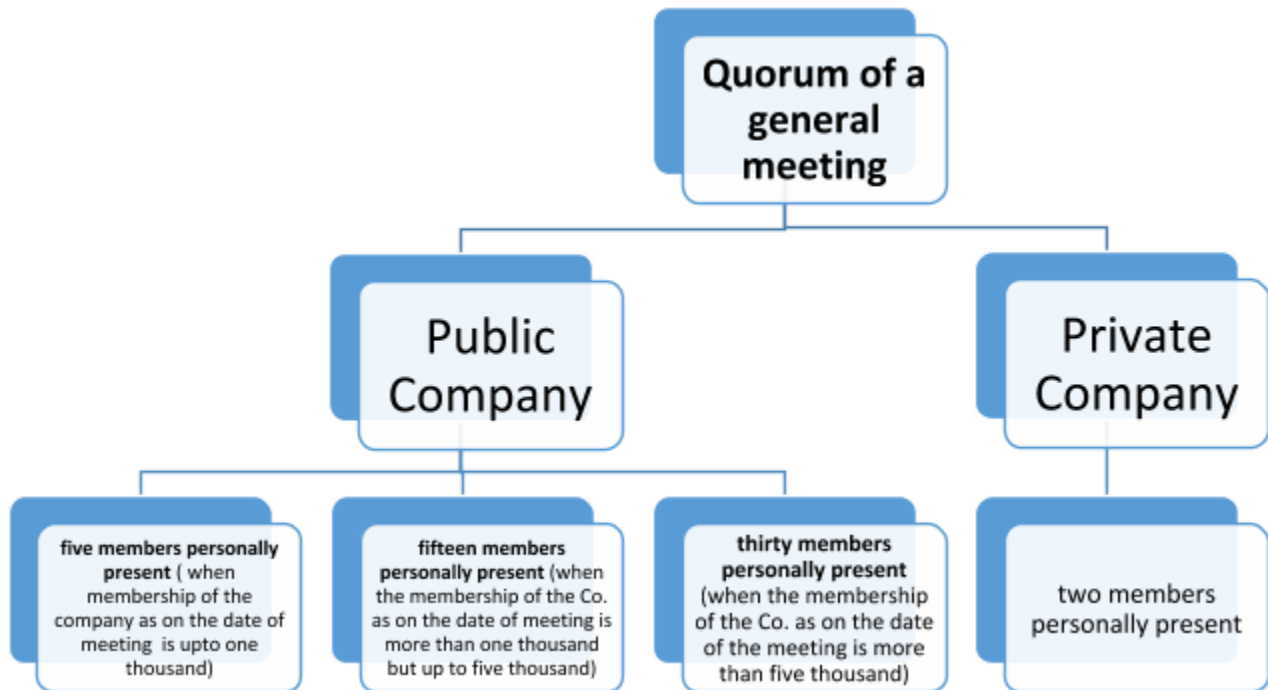 Quorum of a
general
meeting
Public
Company
Private
Company
five members personally
present ( when
membership of the
company as on the date of
meeting is upto one
thousand)
fifteen members
personally present (when
the membership of the Co.
as on the date of meeting is
more than one thousand
but up to five thousand)
thirty members
personally present
(when the membership
of the Co. as on the date
of the meeting is more
than five thousand)
two members
personally present